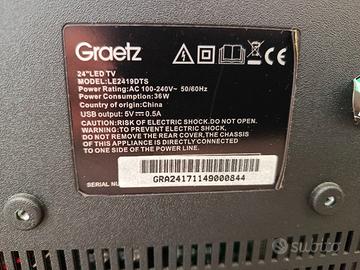 Graetz
24"LED TV
MODEL:LE2419DTS
Power Rating:AC 100-240V~ 50/60Hz
Power Consumption:36W
Country of origin:China
USB output: 5V⎓0.5A
CAUTION:
RISK OF ELECTRIC SHOCK.DO NOT OPEN.
WARNING:TO PREVENT ELECTRIC SHOCK,
DO NOT REMOVE THE REAR COVER,THE CHASSIS
OF THIS APPLIANCE IS DIRECTLY CONNECTED
TO ONE SIDE OF THE POWER LINE.
SERIAL NU
GRA24171149000844
subito